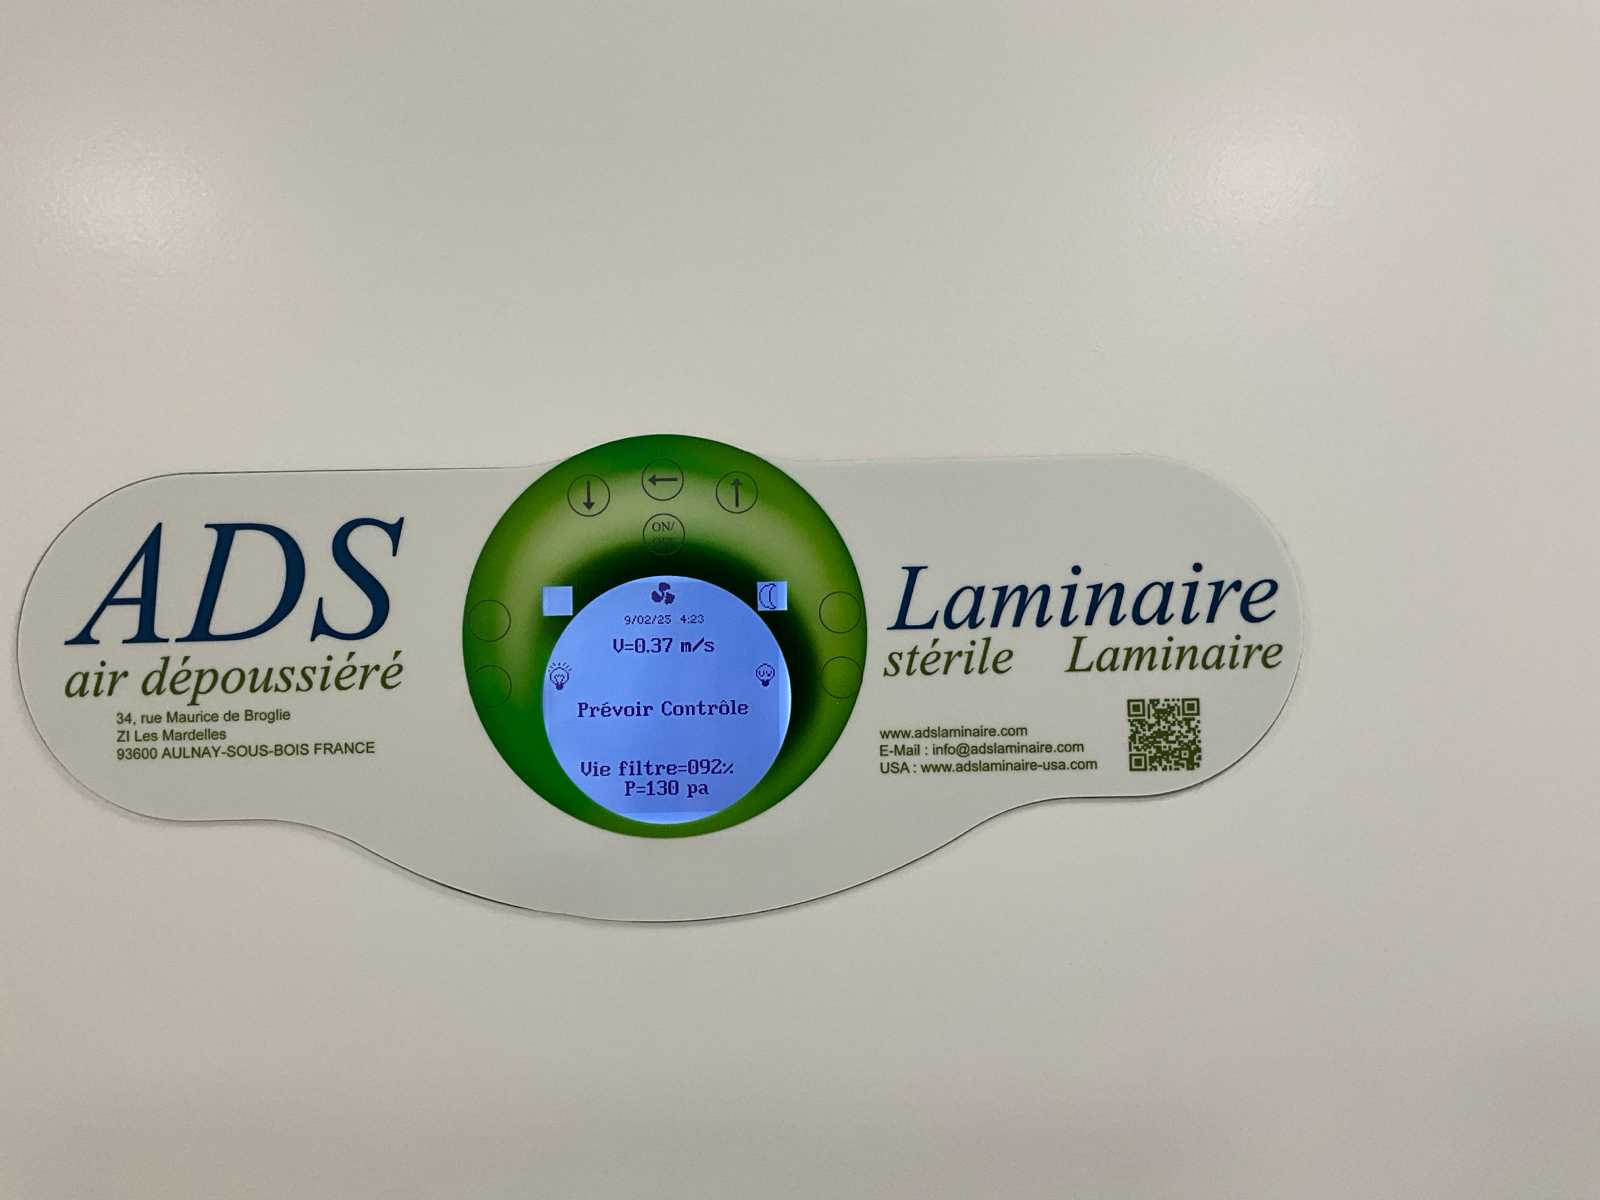 ADS
air dépoussiéré
34, rue Maurice de Broglie
ZI Les Mardelles
93600 AULNAY-SOUS-BOIS FRANCE
ON/
OFF
9/02/25 4:23
V=0.37 m/s
UV
Prévoir Contrôle
Vie filtre=092%
P=130 pa
Laminaire
stérile Laminaire
www.adslaminaire.com
E-Mail : info@adslaminaire.com
USA : www.adslaminaire-usa.com